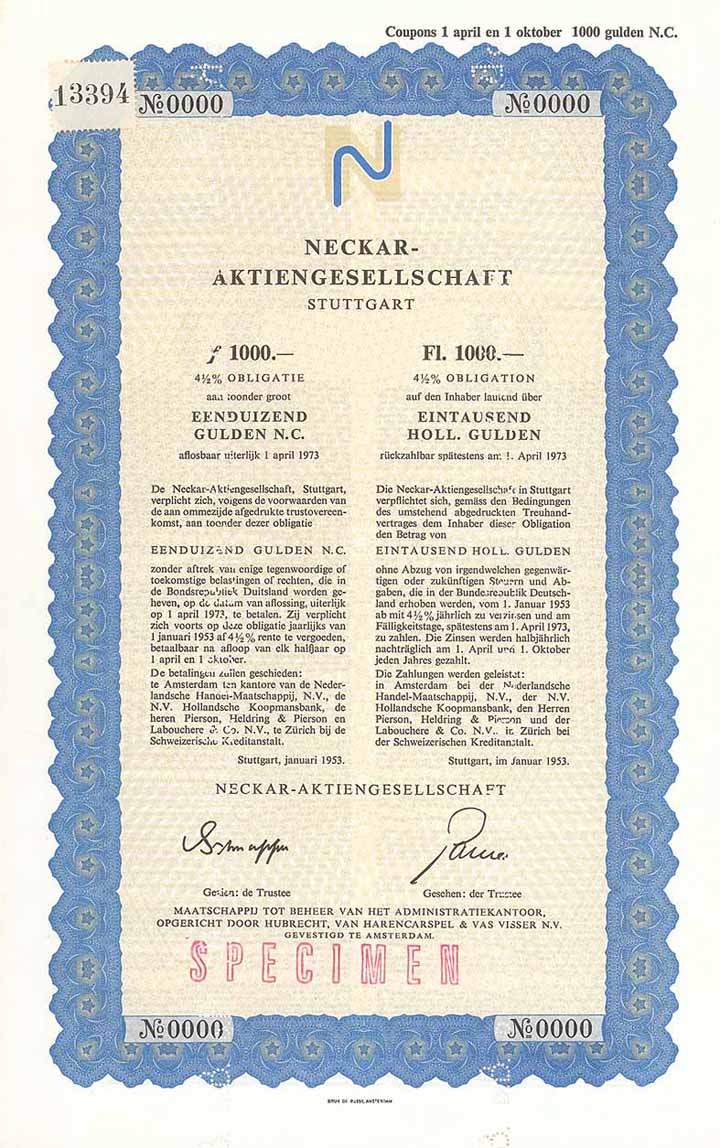 Coupons 1 april en 1 oktober 1000 gulden N.C.
13394
№ 0000
№ 0000
N
NECKAR-
AKTIENGESELLSCHAFT
STUTTGART
ƒ 1000.—
4½% OBLIGATIE
aan toonder groot
EENDUIZEND
GULDEN N.C.
aflosbaar uiterlijk 1 april 1973
De Neckar-Aktiengesellschaft, Stuttgart,
verplicht zich, volgens de voorwaarden van
de aan ommezijde afgedrukte trustovereen-
komst, aan toonder dezer obligatie
EENDUIZEND GULDEN N.C.
zonder aftrek van enige tegenwoordige of
toekomstige belastingen of rechten, die in
de Bondsrepubliek Duitsland worden ge-
heven, op de datum van aflossing, uiterlijk
op 1 april 1973, te betalen. Zij verplicht
zich voorts op deze obligatie jaarlijks van
1 januari 1953 af 4½% rente te vergoeden,
betaalbaar na afloop van elk halfjaar op
1 april en 1 oktober.
De betalingen zullen geschieden:
te Amsterdam ten kantore van de Neder-
landsche Handel-Maatschappij, N.V., de
N.V. Hollandsche Koopmansbank, de
heren Pierson, Heldring & Pierson en
Labouchere & Co. N.V., te Zürich bij de
Schweizerische Kreditanstalt.
Stuttgart, januari 1953.
Fl. 1000.—
4½% OBLIGATION
auf den Inhaber lautend über
EINTAUSEND
HOLL. GULDEN
rückzahlbar spätestens am 1. April 1973
Die Neckar-Aktiengesellschaft in Stuttgart
verpflichtet sich, gemäss den Bedingungen
des umstehend abgedruckten Treuhand-
vertrages dem Inhaber dieser Obligation
den Betrag von
EINTAUSEND HOLL. GULDEN
ohne Abzug von irgendwelchen gegenwär-
tigen oder zukünftigen Steuern und Ab-
gaben, die in der Bundesrepublik Deutsch-
land erhoben werden, vom 1. Januar 1953
ab mit 4½% jährlich zu verzinsen und am
Fälligkeitstage, spätestens am 1. April 1973,
zu zahlen. Die Zinsen werden halbjährlich
nachträglich am 1. April und 1. Oktober
jeden Jahres gezahlt.
Die Zahlungen werden geleistet:
in Amsterdam bei der Nederlandsche
Handel-Maatschappij, N.V., der N.V.
Hollandsche Koopmansbank, den Herren
Pierson, Heldring & Pierson und der
Labouchere & Co. N.V., in Zürich bei
der Schweizerischen Kreditanstalt.
Stuttgart, im Januar 1953.
NECKAR-AKTIENGESELLSCHAFT
Gezien: de Trustee
Gesehen: der Trustee
MAATSCHAPPIJ TOT BEHEER VAN HET ADMINISTRATIEKANTOOR,
OPGERICHT DOOR HUBRECHT, VAN HARENCARSPEL & VAS VISSER N.V.
GEVESTIGD TE AMSTERDAM.
SPECIMEN
№ 0000
№ 0000
DRUK DE BUSSY, AMSTERDAM